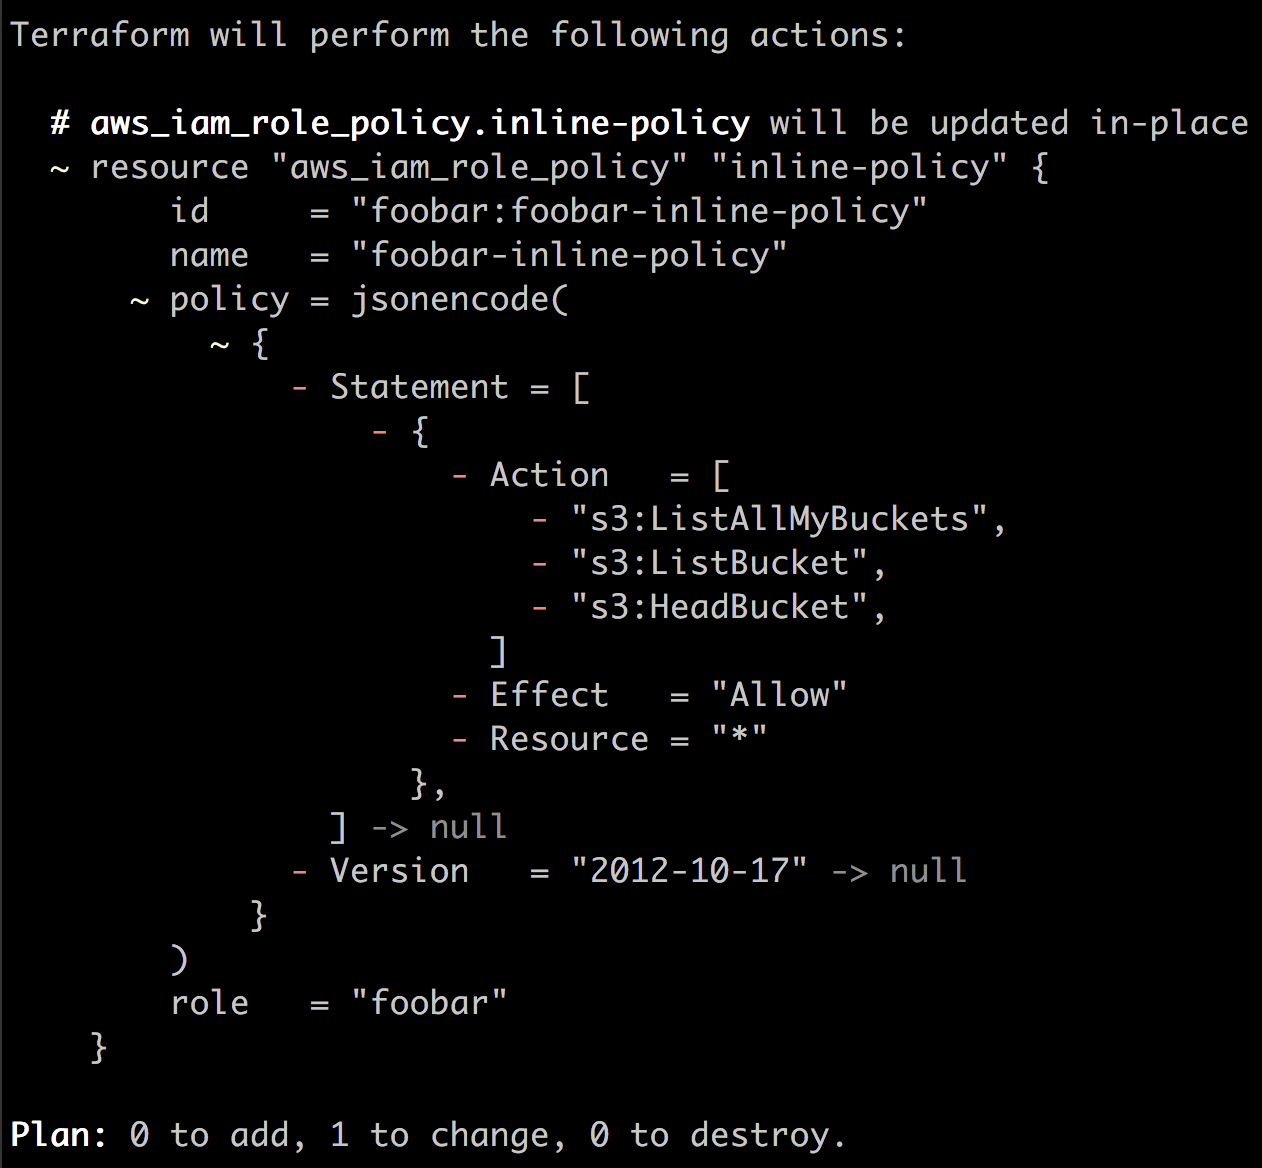 Terraform will perform the following actions:

  # aws_iam_role_policy.inline-policy will be updated in-place
  ~ resource "aws_iam_role_policy" "inline-policy" {
        id     = "foobar:foobar-inline-policy"
        name   = "foobar-inline-policy"
      ~ policy = jsonencode(
          ~ {
              - Statement = [
                  - {
                      - Action   = [
                          - "s3:ListAllMyBuckets",
                          - "s3:ListBucket",
                          - "s3:HeadBucket",
                        ]
                      - Effect   = "Allow"
                      - Resource = "*"
                    },
                ] -> null
              - Version   = "2012-10-17" -> null
            }
        )
        role   = "foobar"
    }

Plan: 0 to add, 1 to change, 0 to destroy.